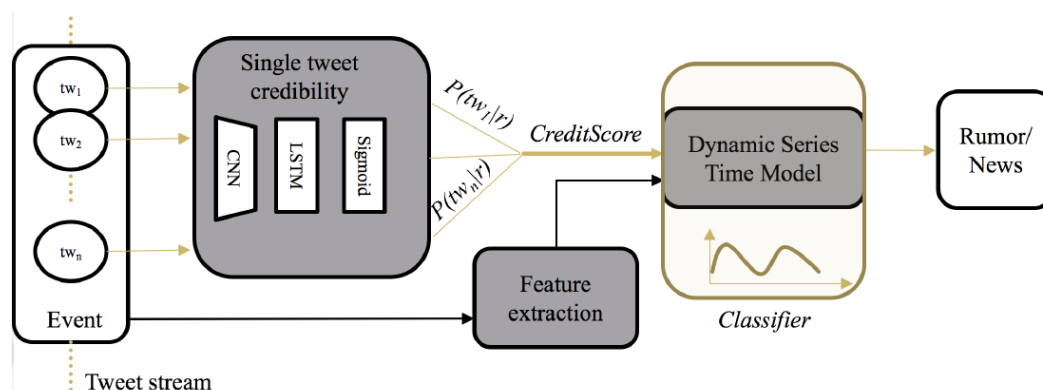 tw1
tw2
twn
Event
Tweet stream
Single tweet
credibility
CNN
LSTM
Sigmoid
P(tw1|r)
P(twn|r)
CreditScore
Feature
extraction
Dynamic Series
Time Model
Classifier
Rumor/
News